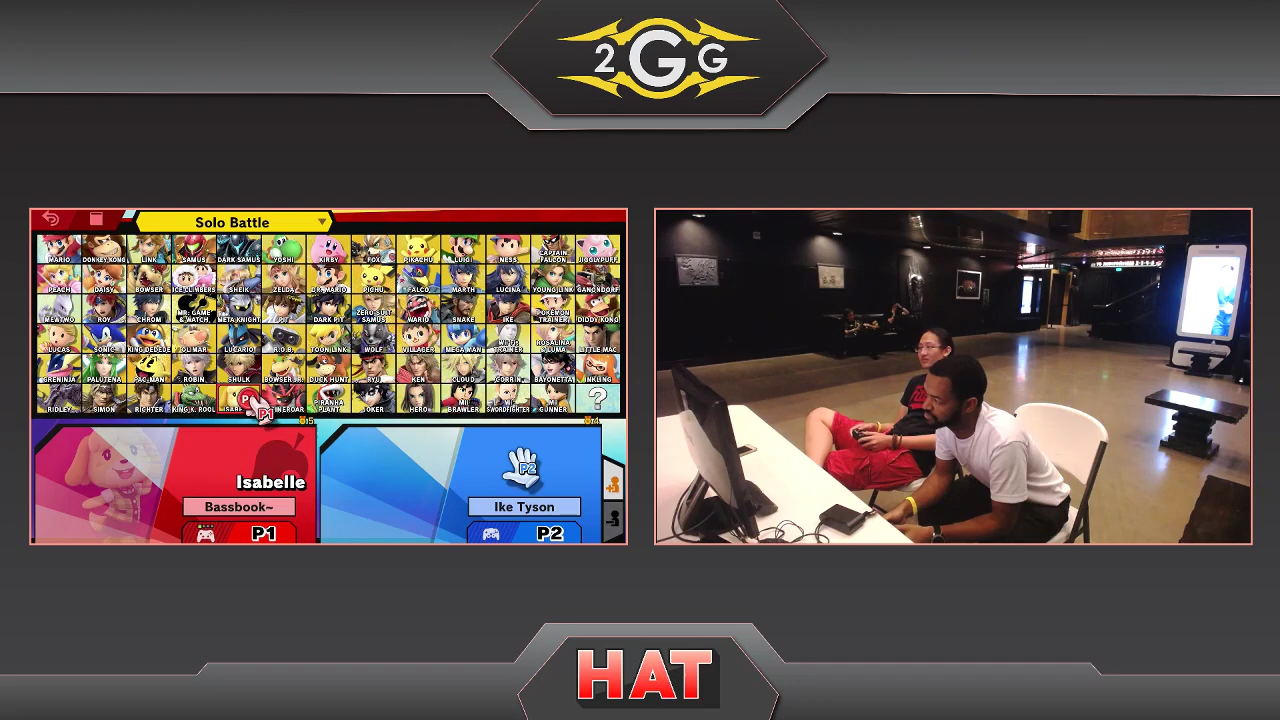 2GG
Solo Battle
MARIO DONKEY KONG LINK SAMUS DARK SAMUS YOSHI KIRBY FOX PIKACHU LUIGI NESS CAPTAIN FALCON JIGGLYPUFF
PEACH DAISY BOWSER ICE CLIMBERS SHEIK ZELDA DR. MARIO PICHU FALCO MARTH LUCINA YOUNG LINK GANONDORF
MEWTWO ROY CHROM MR. GAME & WATCH META KNIGHT PIT DARK PIT ZERO SUIT SAMUS WARIO SNAKE IKE POKÉMON TRAINER DIDDY KONG
LUCAS SONIC KING DEDEDE OLIMAR LUCARIO R.O.B. TOON LINK WOLF VILLAGER MEGA MAN WII FIT TRAINER ROSALINA & LUMA LITTLE MAC
GRENINJA PALUTENA PAC-MAN ROBIN SHULK BOWSER JR. DUCK HUNT RYU KEN CLOUD CORRIN BAYONETTA INKLING
RIDLEY SIMON RICHTER KING K. ROOL P1 PIRANHA PLANT JOKER HERO MII BRAWLER MII SWORDFIGHTER MII GUNNER ?
P2
Isabelle
Bassbook~ Ike Tyson
P1 P2
HAT